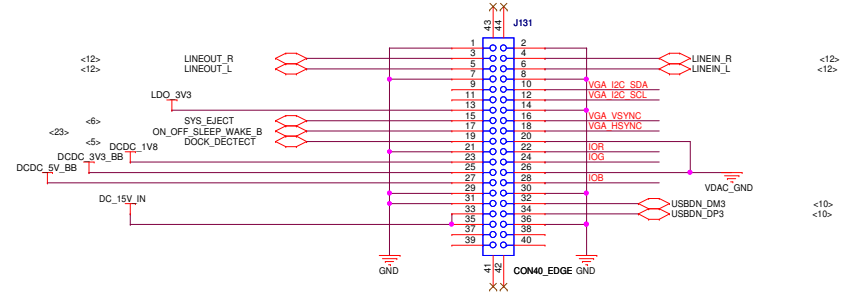 43 44 J131
1 2
<12> LINEOUT_R 3 4 LINEIN_R <12>
<12> LINEOUT_L 5 6 LINEIN_L <12>
7 8
9 10 VGA_I2C_SDA
LDO_3V3 11 12 VGA_I2C_SCL
13 14
<6> SYS_EJECT 15 16 VGA_VSYNC
<23> ON_OFF_SLEEP_WAKE_B 17 18 VGA_HSYNC
<5> DOCK_DECTECT 19 20
DCDC_1V8 21 22 IOR
DCDC_3V3_BB 23 24 IOG
DCDC_5V_BB 25 26
27 28 IOB
VDAC_GND
29 30
DC_15V_IN 31 32 USBDN_DM3 <10>
33 34 USBDN_DP3 <10>
35 36
37 38
39 40
GND 41 42 CON40_EDGE GND